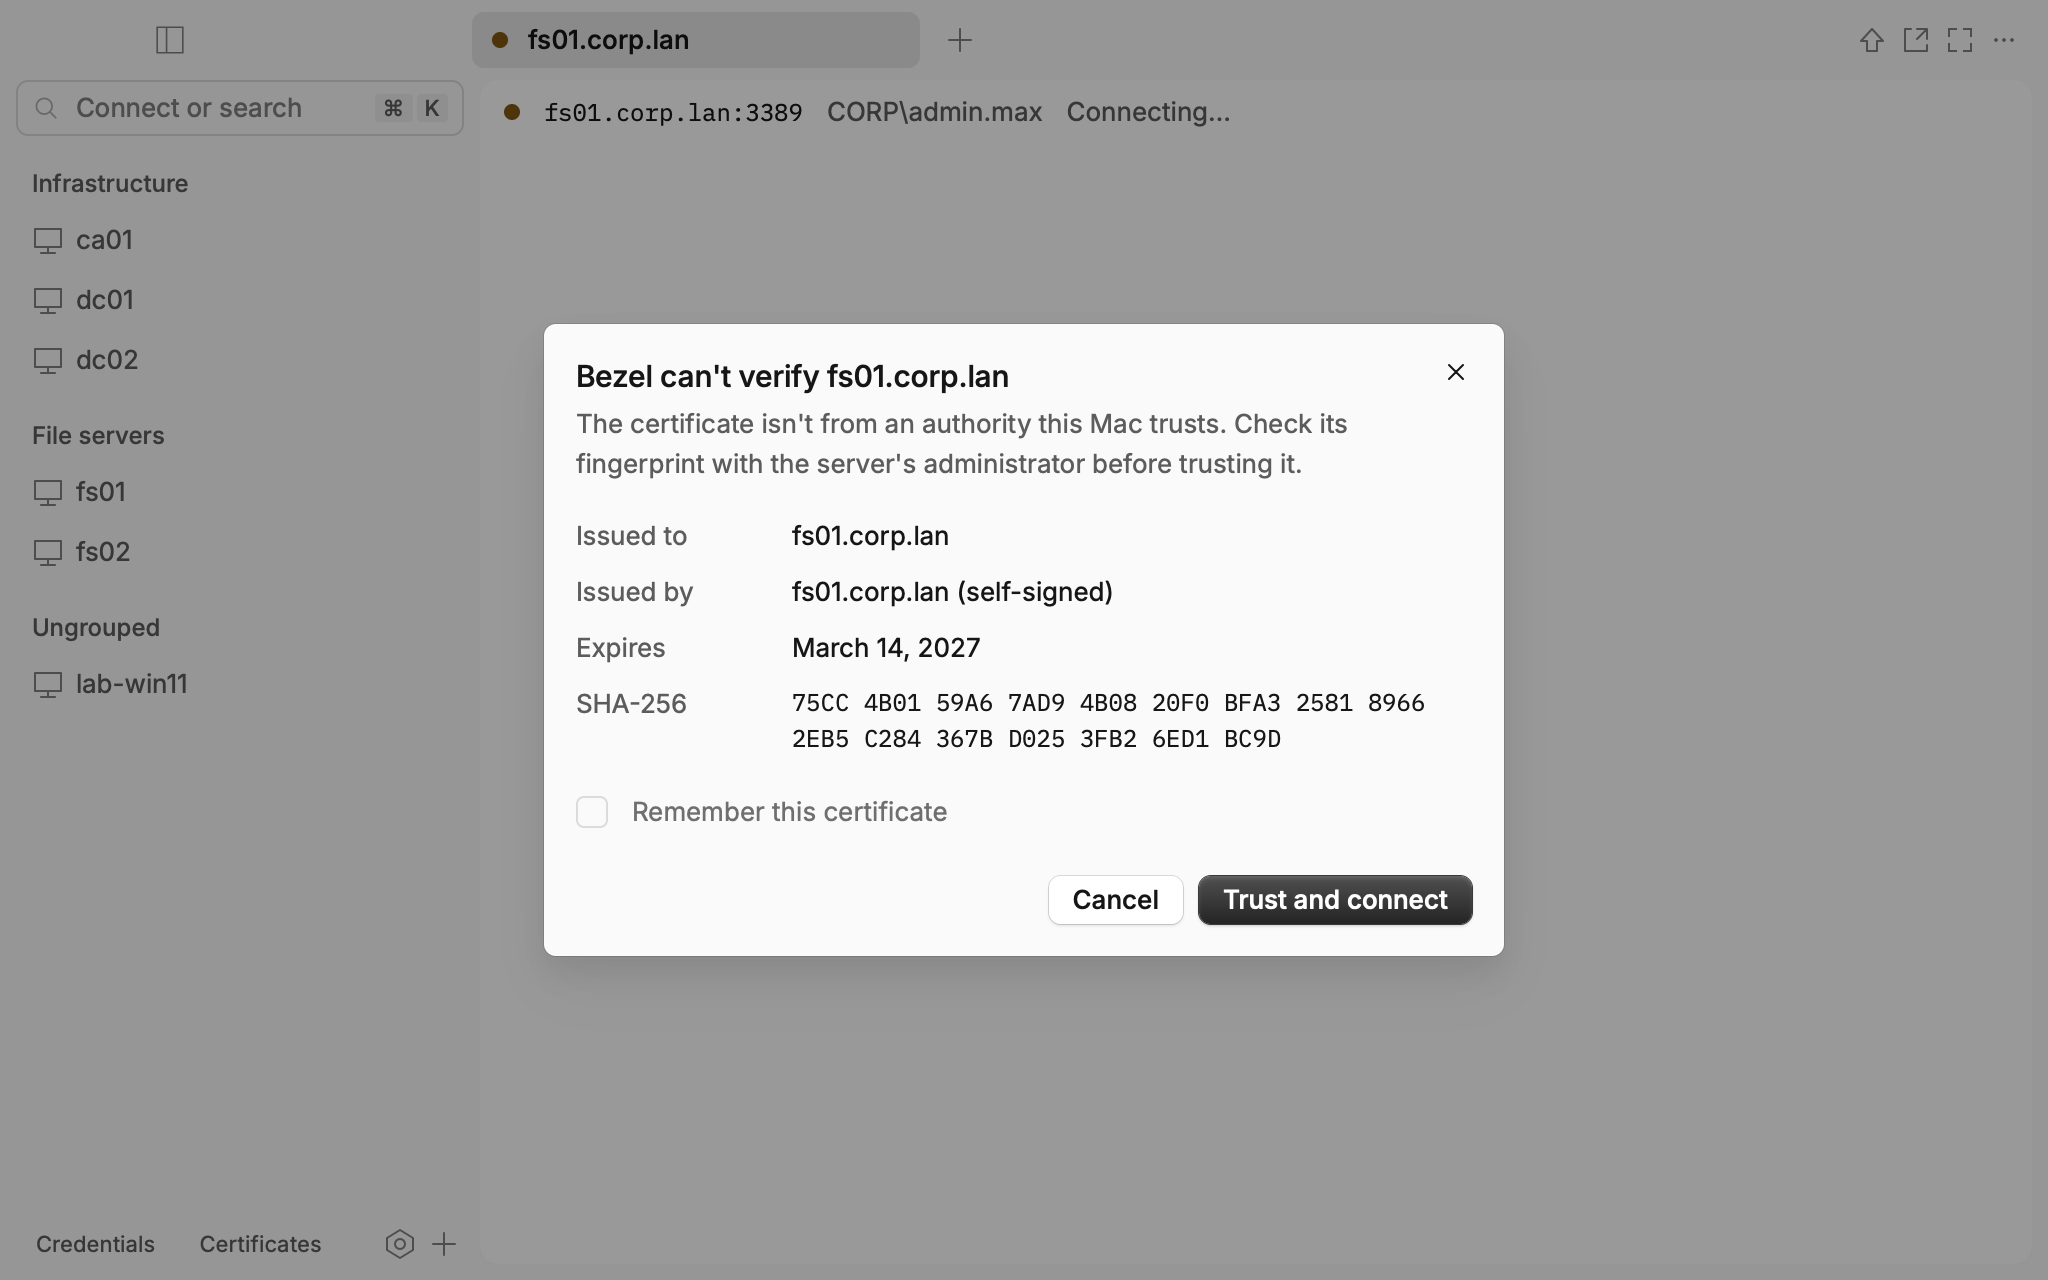 fs01.corp.lan
Connect or search ⌘ K
fs01.corp.lan:3389 CORP\admin.max Connecting...
Infrastructure
ca01
dc01
dc02
File servers
fs01
fs02
Ungrouped
lab-win11
Bezel can't verify fs01.corp.lan
The certificate isn't from an authority this Mac trusts. Check its
fingerprint with the server's administrator before trusting it.
Issued to fs01.corp.lan
Issued by fs01.corp.lan (self-signed)
Expires March 14, 2027
SHA-256 75CC 4B01 59A6 7AD9 4B08 20F0 BFA3 2581 8966
2EB5 C284 367B D025 3FB2 6ED1 BC9D
Remember this certificate
Cancel Trust and connect
Credentials Certificates